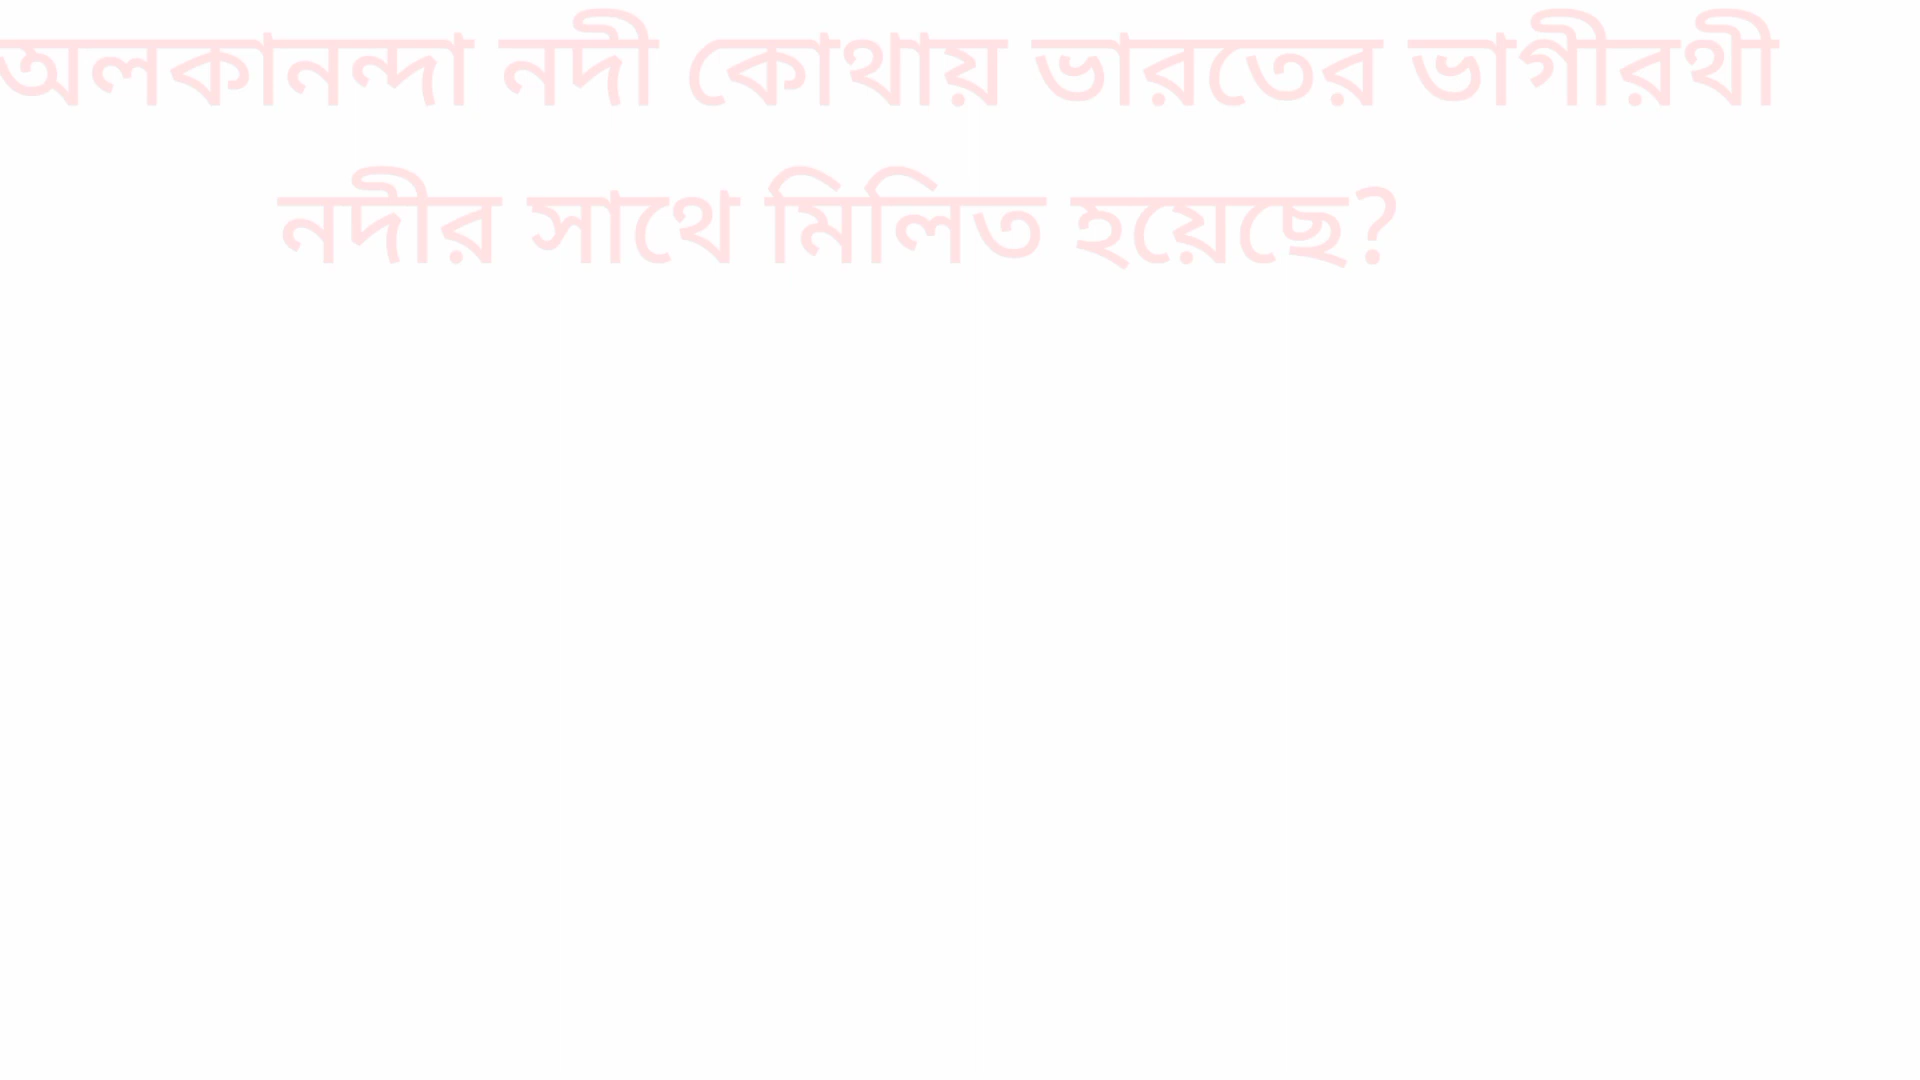 অলকানন্দা নদী কোথায় ভারতের ভাগীরথী
নদীর সাথে মিলিত হয়েছে?